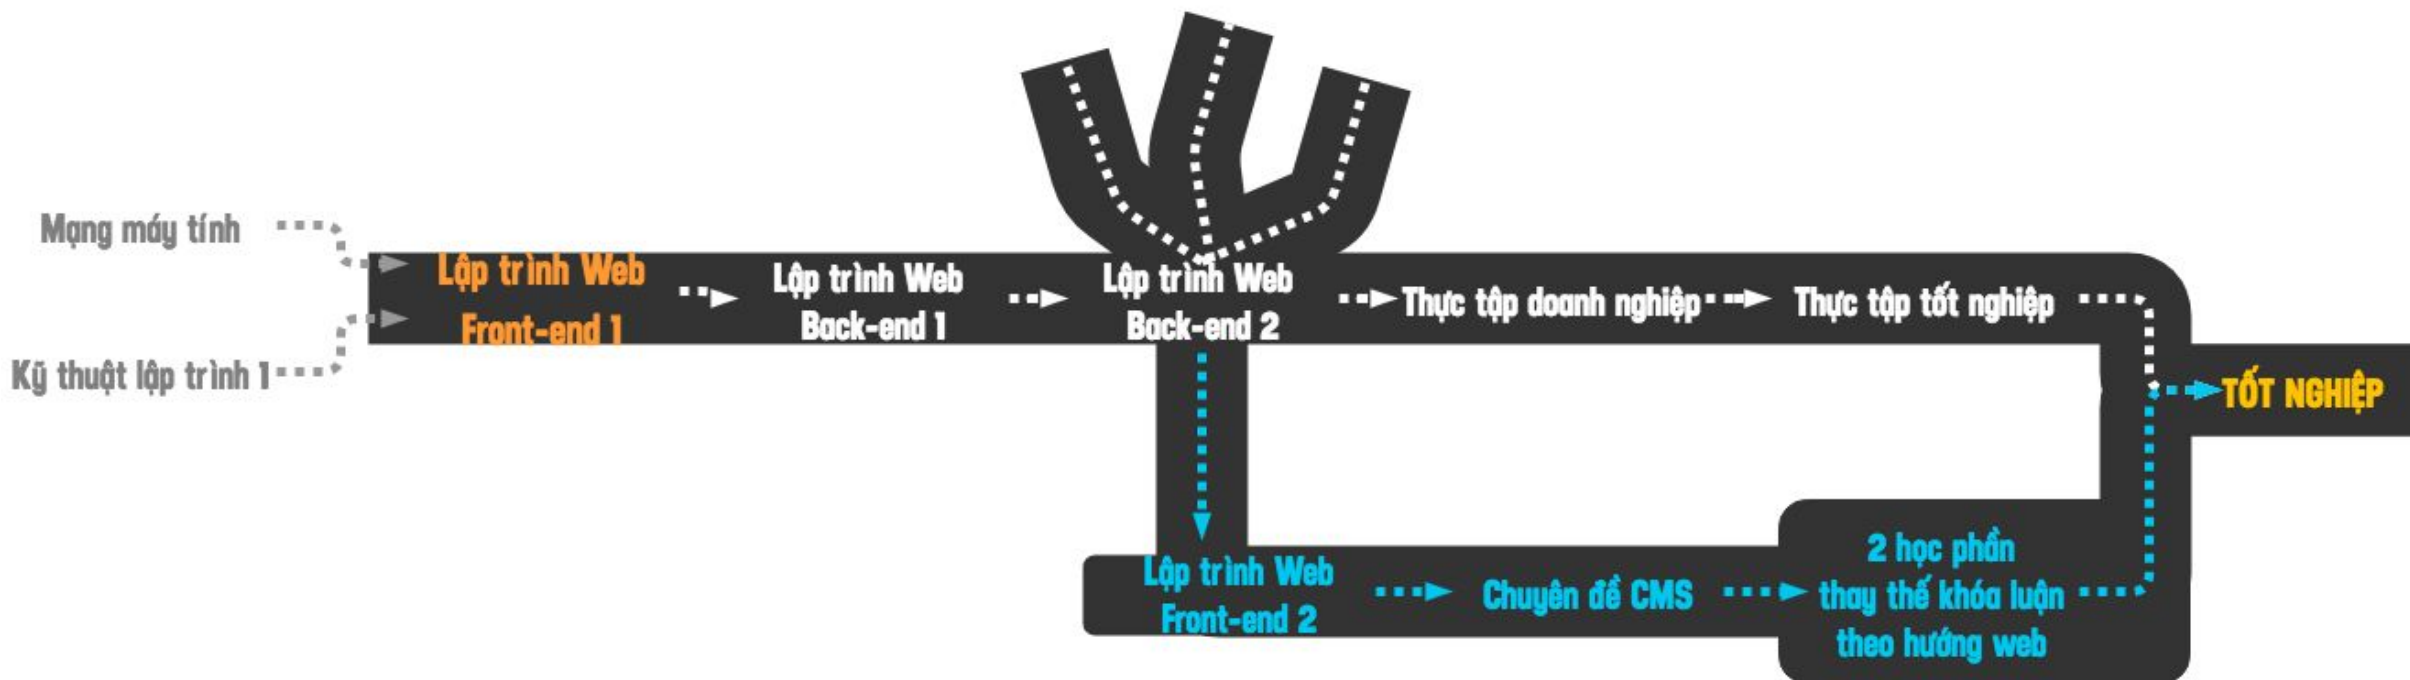 Mạng máy tính
Kỹ thuật lập trình 1
Lập trình Web
Front-end 1
Lập trình Web
Back-end 1
Lập trình Web
Back-end 2
Thực tập doanh nghiệp
Thực tập tốt nghiệp
TỐT NGHIỆP
Lập trình Web
Front-end 2
Chuyên đề CMS
2 học phần
thay thế khóa luận
theo hướng web